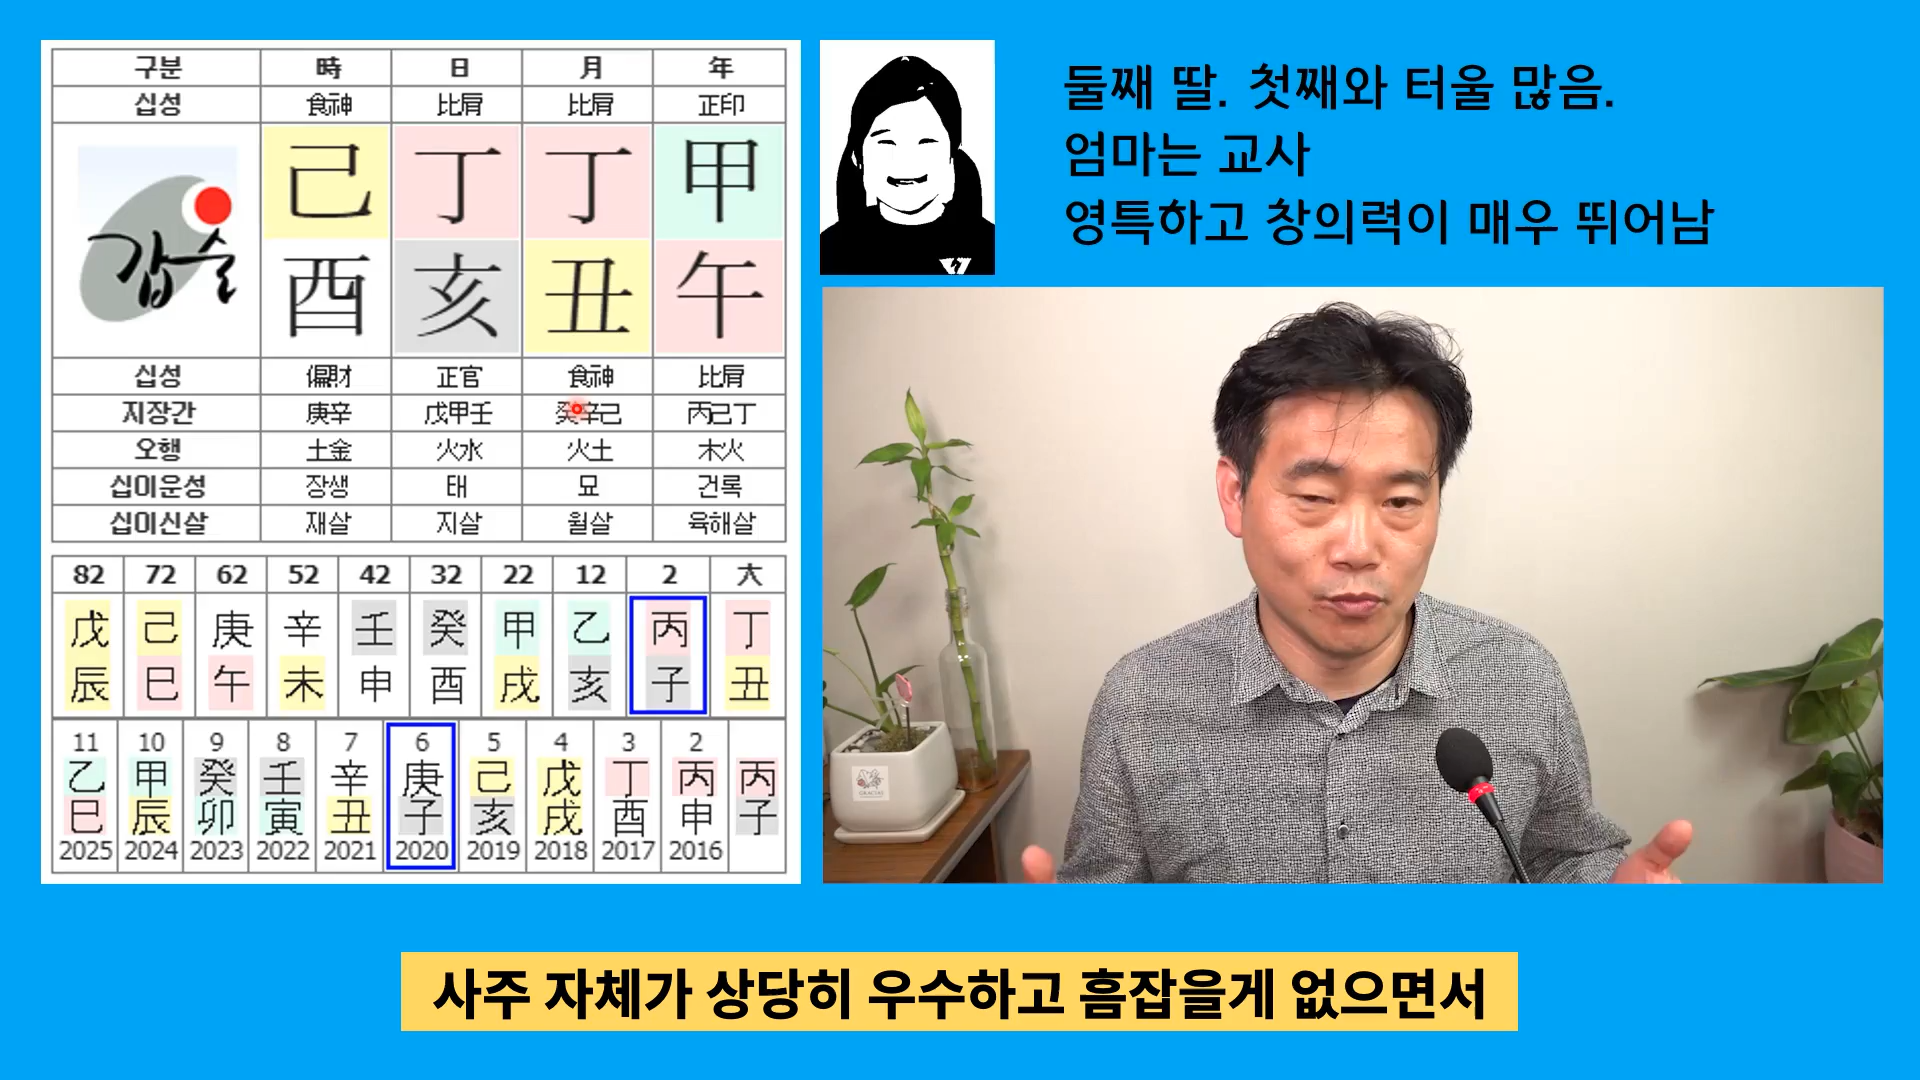 구분 時 日 月 年
십성 食神 比肩 比肩 正印
갑술
己 丁 丁 甲
酉 亥 丑 午
십성 偏財 正官 食神 比肩
지장간 庚辛 戊甲壬 癸辛己 丙己丁
오행 土金 火水 火土 木火
십이운성 장생 태 묘 건록
십이신살 재살 지살 월살 육해살
82 72 62 52 42 32 22 12 2 大
戊 己 庚 辛 壬 癸 甲 乙 丙 丁
辰 巳 午 未 申 酉 戌 亥 子 丑
11 10 9 8 7 6 5 4 3 2
乙 甲 癸 壬 辛 庚 己 戊 丁 丙 丙
巳 辰 卯 寅 丑 子 亥 戌 酉 申 子
2025 2024 2023 2022 2021 2020 2019 2018 2017 2016
둘째 딸. 첫째와 터울 많음.
엄마는 교사
영특하고 창의력이 매우 뛰어남
GRACIAS
사주 자체가 상당히 우수하고 흠잡을게 없으면서